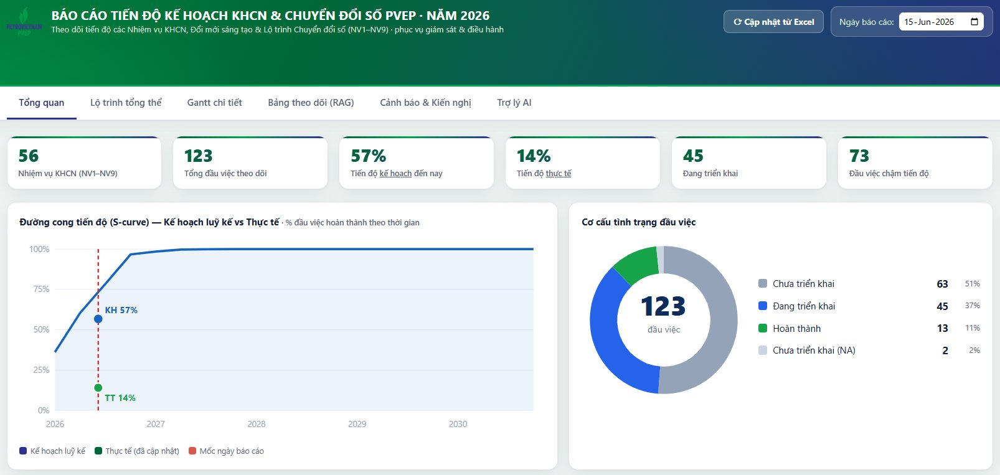 PETROVIETNAM
PVEP
BÁO CÁO TIẾN ĐỘ KẾ HOẠCH KHCN & CHUYỂN ĐỔI SỐ PVEP · NĂM 2026
Theo dõi tiến độ các Nhiệm vụ KHCN, Đổi mới sáng tạo & Lộ trình Chuyển đổi số (NV1–NV9) · phục vụ giám sát & điều hành
Cập nhật từ Excel
Ngày báo cáo: 15-Jun-2026
Tổng quan
Lộ trình tổng thể
Gantt chi tiết
Bảng theo dõi (RAG)
Cảnh báo & Kiến nghị
Trợ lý AI
56
Nhiệm vụ KHCN (NV1–NV9)
123
Tổng đầu việc theo dõi
57%
Tiến độ kế hoạch đến nay
14%
Tiến độ thực tế
45
Đang triển khai
73
Đầu việc chậm tiến độ
Đường cong tiến độ (S-curve) — Kế hoạch luỹ kế vs Thực tế · % đầu việc hoàn thành theo thời gian
100%
75%
50%
25%
0%
KH 57%
TT 14%
2026
2027
2028
2029
2030
Kế hoạch luỹ kế
Thực tế (đã cập nhật)
Mốc ngày báo cáo
Cơ cấu tình trạng đầu việc
123
đầu việc
Chưa triển khai 63 51%
Đang triển khai 45 37%
Hoàn thành 13 11%
Chưa triển khai (NA) 2 2%